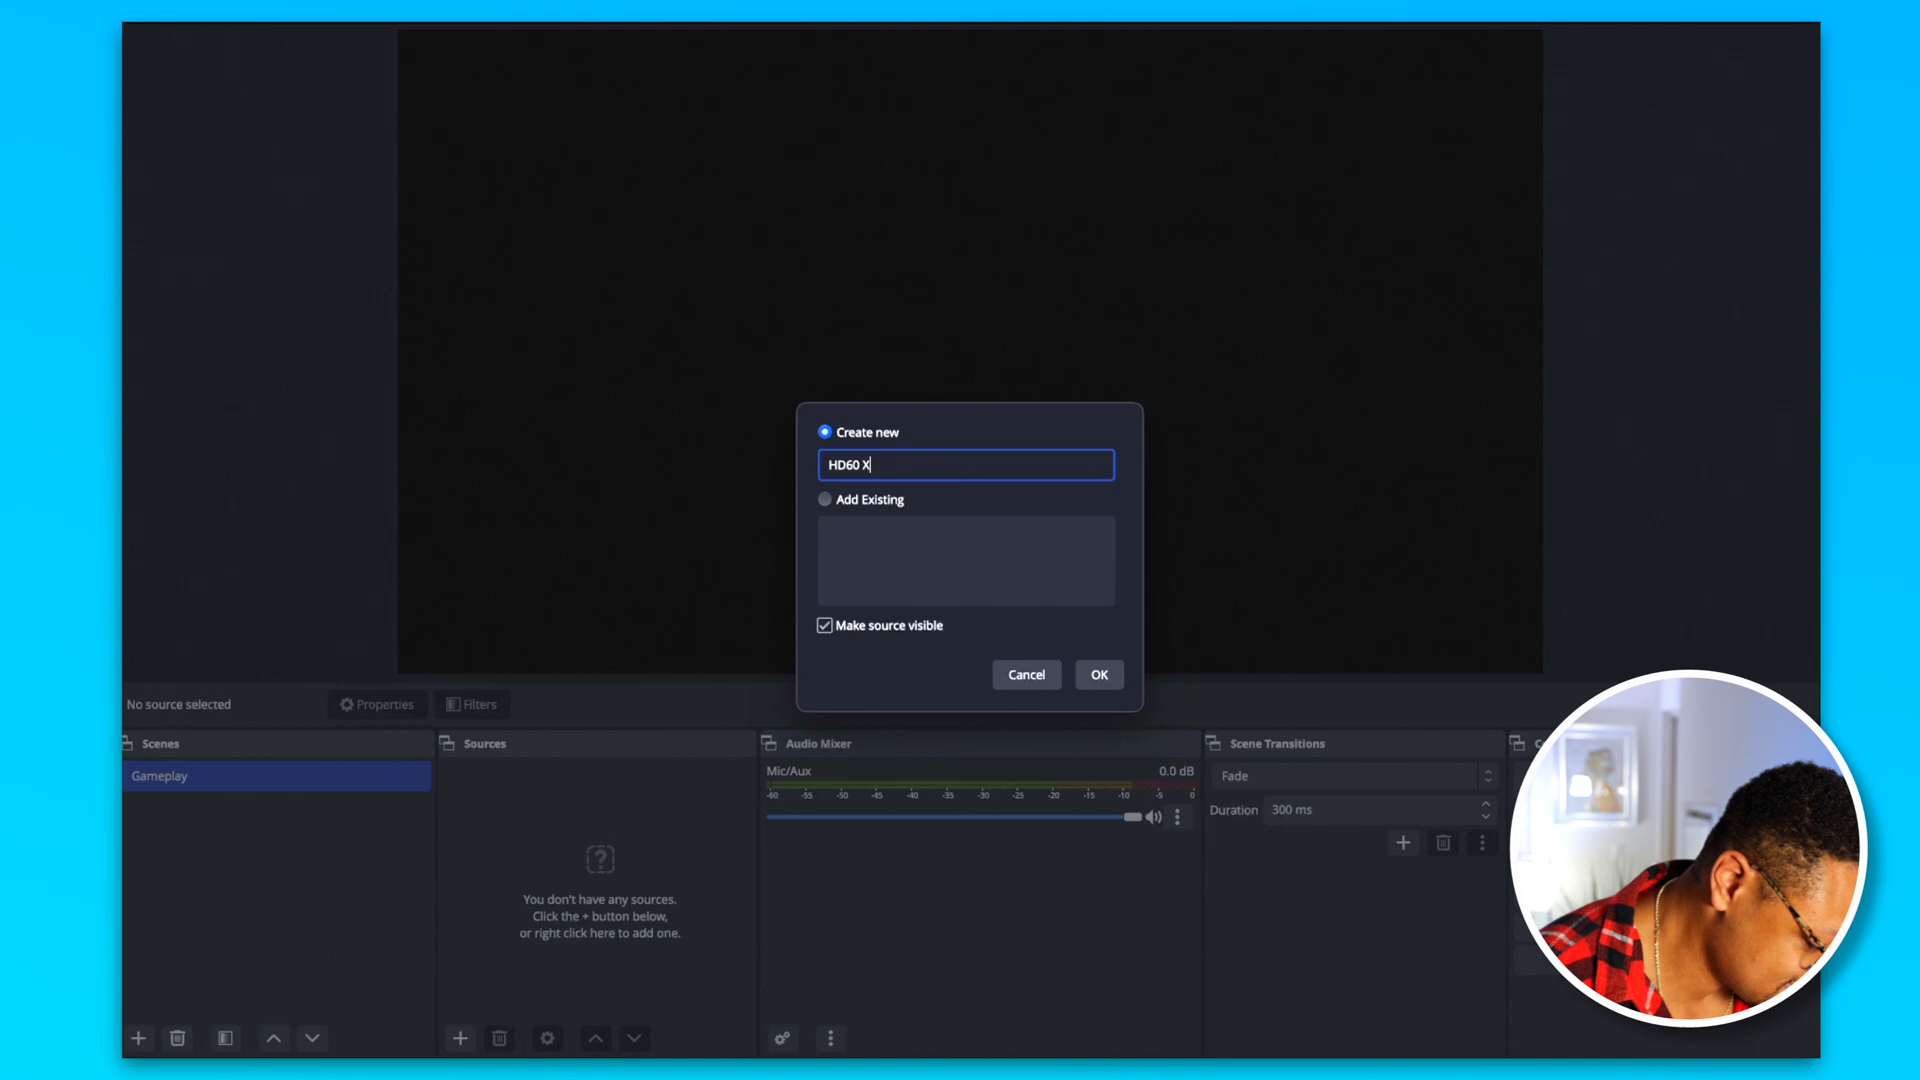 Create new
HD60 X
Add Existing
Make source visible
Cancel
OK
No source selected
Properties
Filters
Scenes
Gameplay
Sources
You don't have any sources.
Click the + button below,
or right click here to add one.
Audio Mixer
Mic/Aux
0.0 dB
-60 -55 -50 -45 -40 -35 -30 -25 -20 -15 -10 -5 0
Scene Transitions
Fade
Duration
300 ms